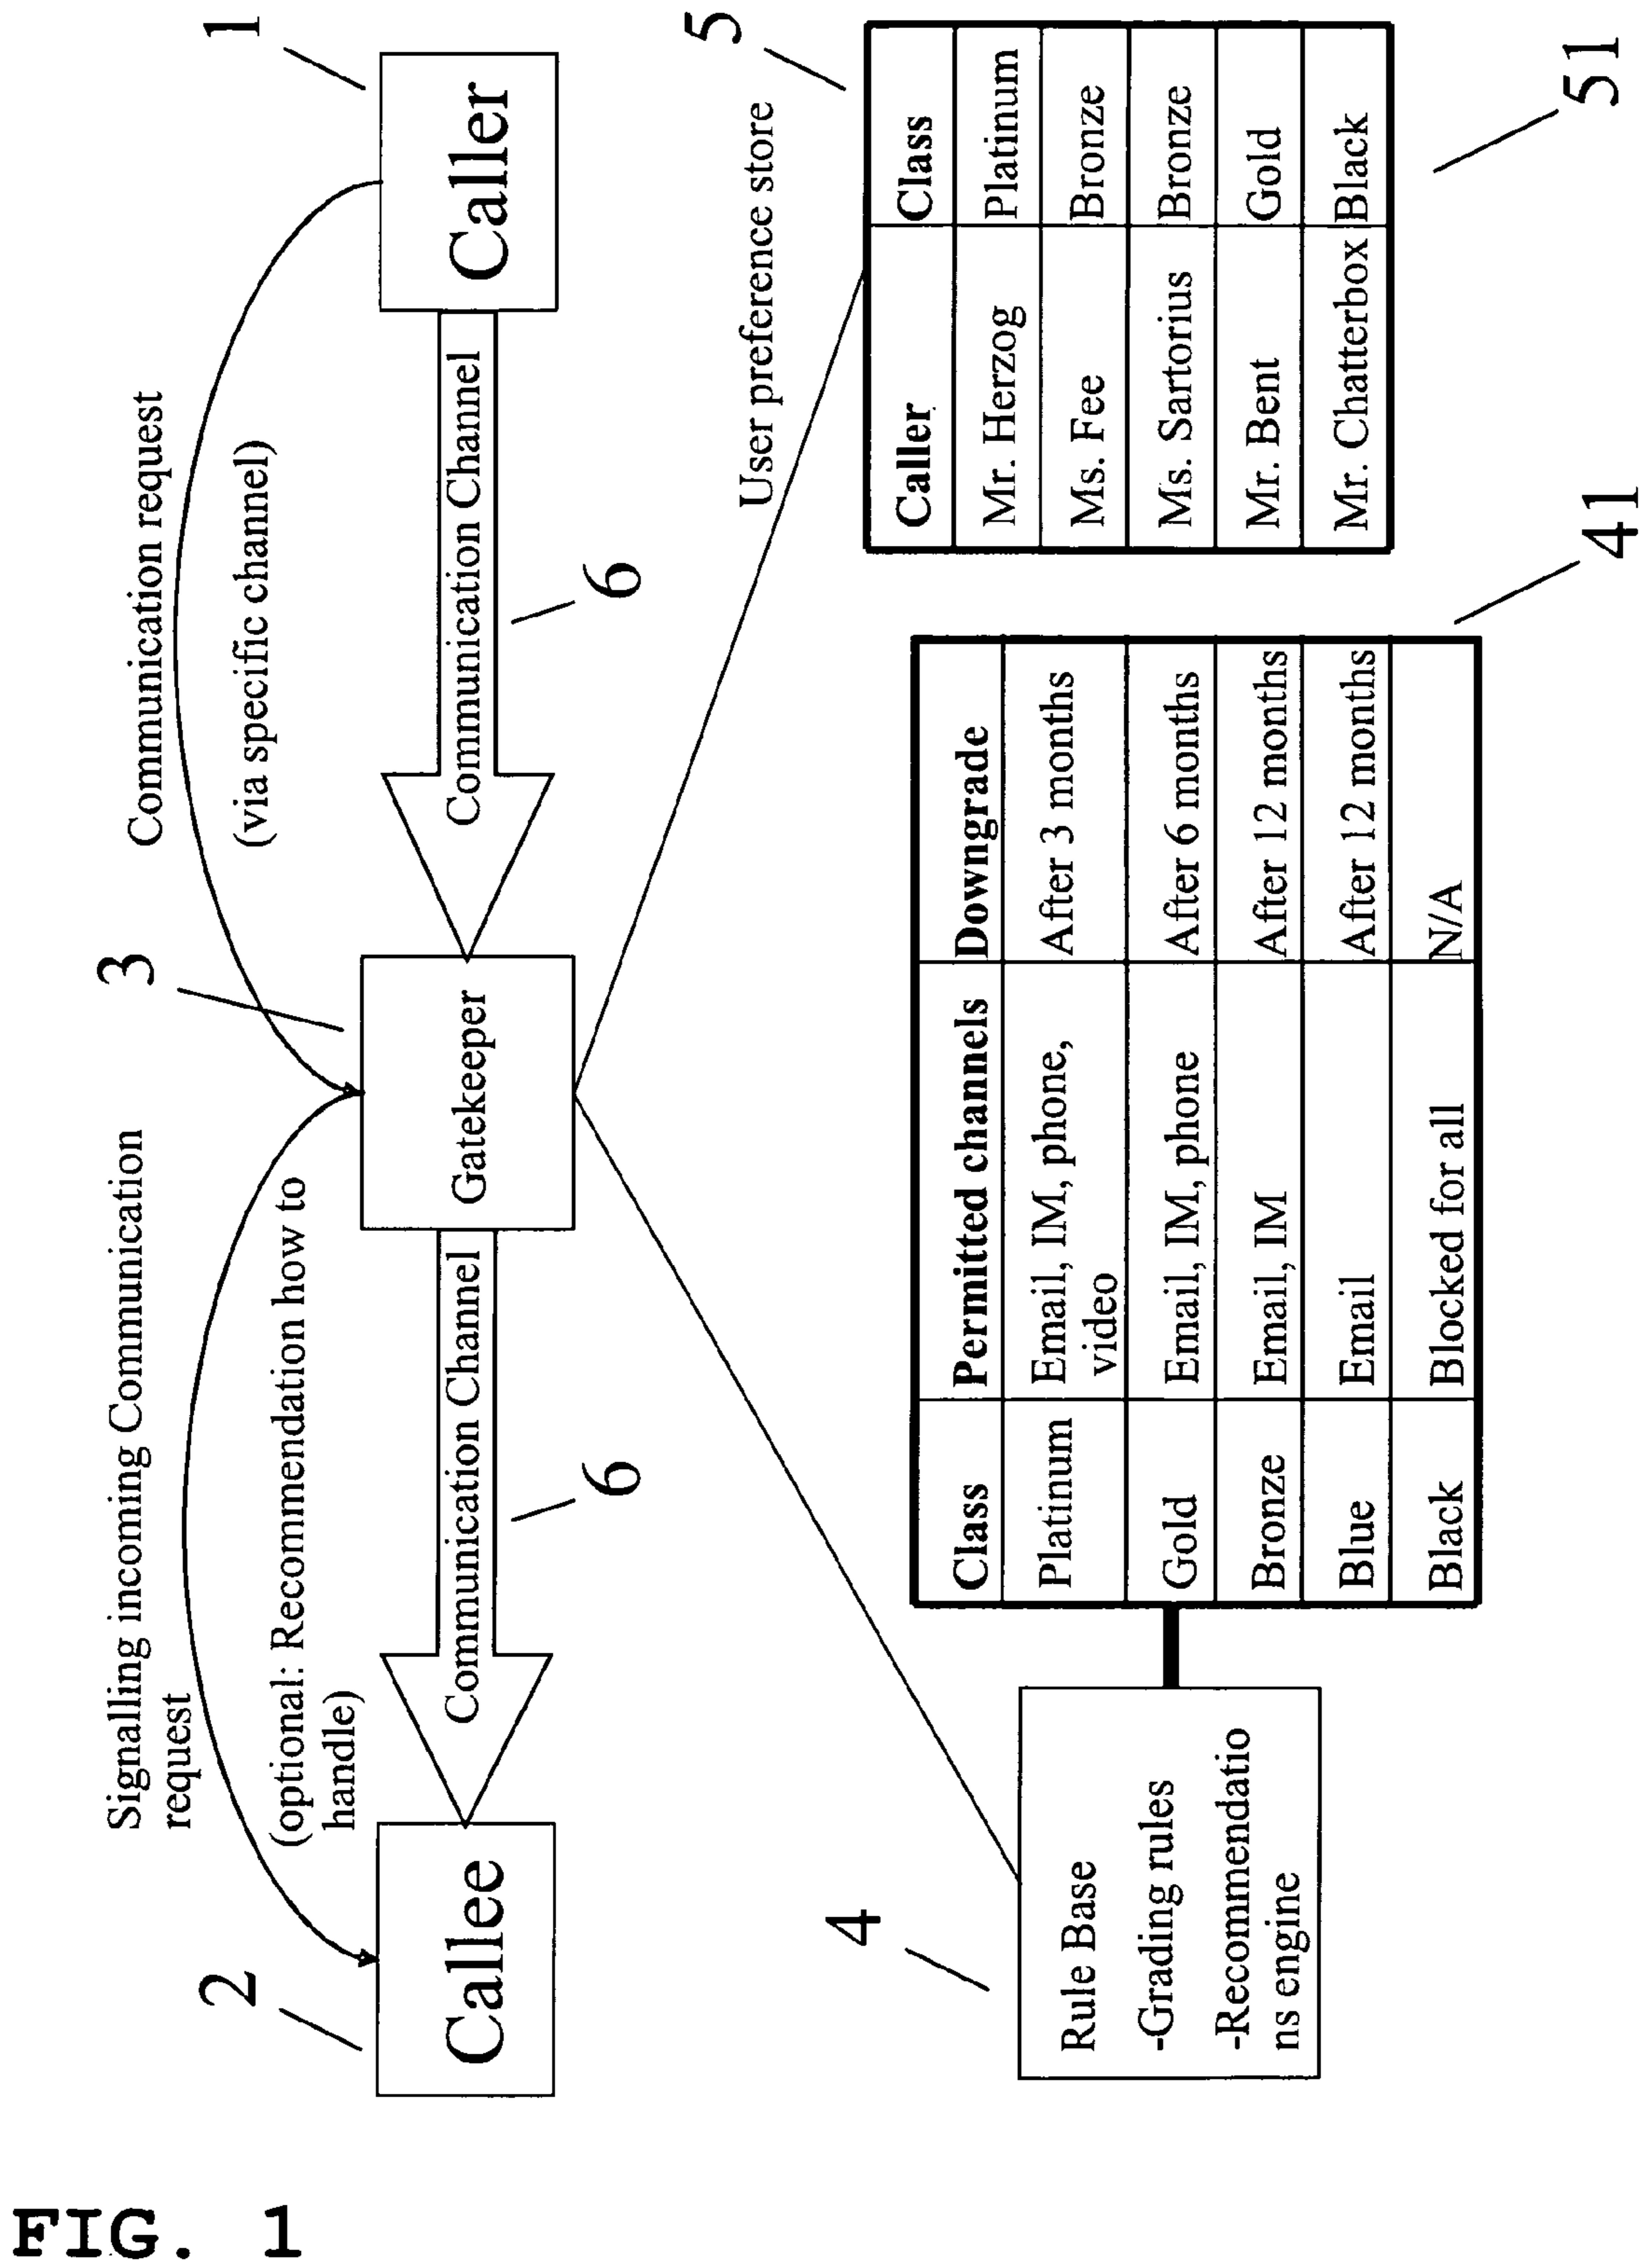 FIG. 1
Signalling incoming Communication
request
(optional: Recommendation how to
handle)
Communication request
(via specific channel)
2
3
1
Callee
Communication Channel
Gatekeeper
Communication Channel
Caller
6
6
User preference store
5
4
Rule Base
-Grading rules
-Recommendatio
ns engine
Class Permitted channels Downgrade
Platinum Email, IM, phone, After 3 months
video
Gold Email, IM, phone After 6 months
Bronze Email, IM After 12 months
Blue Email After 12 months
Black Blocked for all N/A
41
Caller Class
Mr. Herzog Platinum
Ms. Fee Bronze
Ms. Sartorius Bronze
Mr. Bent Gold
Mr. Chatterbox Black
51